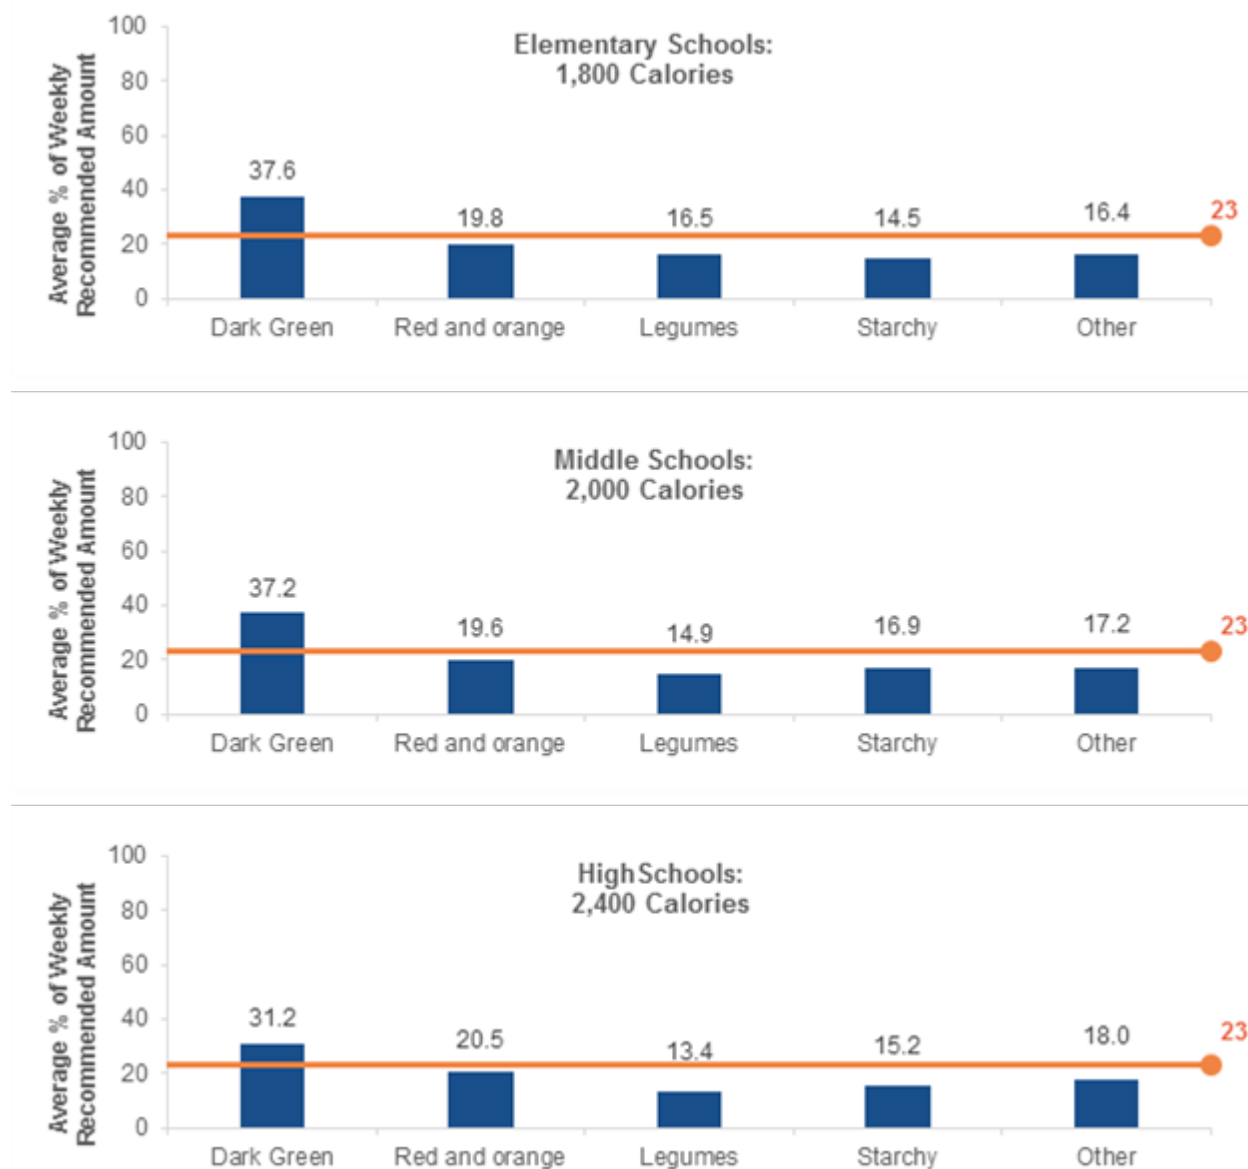 Elementary Schools:
1,800 Calories
Average % of Weekly
Recommended Amount
100
80
60
40
20
0
37.6
19.8
16.5
14.5
16.4
23
Dark Green
Red and orange
Legumes
Starchy
Other
Middle Schools:
2,000 Calories
Average % of Weekly
Recommended Amount
100
80
60
40
20
0
37.2
19.6
14.9
16.9
17.2
23
Dark Green
Red and orange
Legumes
Starchy
Other
High Schools:
2,400 Calories
Average % of Weekly
Recommended Amount
100
80
60
40
20
0
31.2
20.5
13.4
15.2
18.0
23
Dark Green
Red and orange
Legumes
Starchy
Other